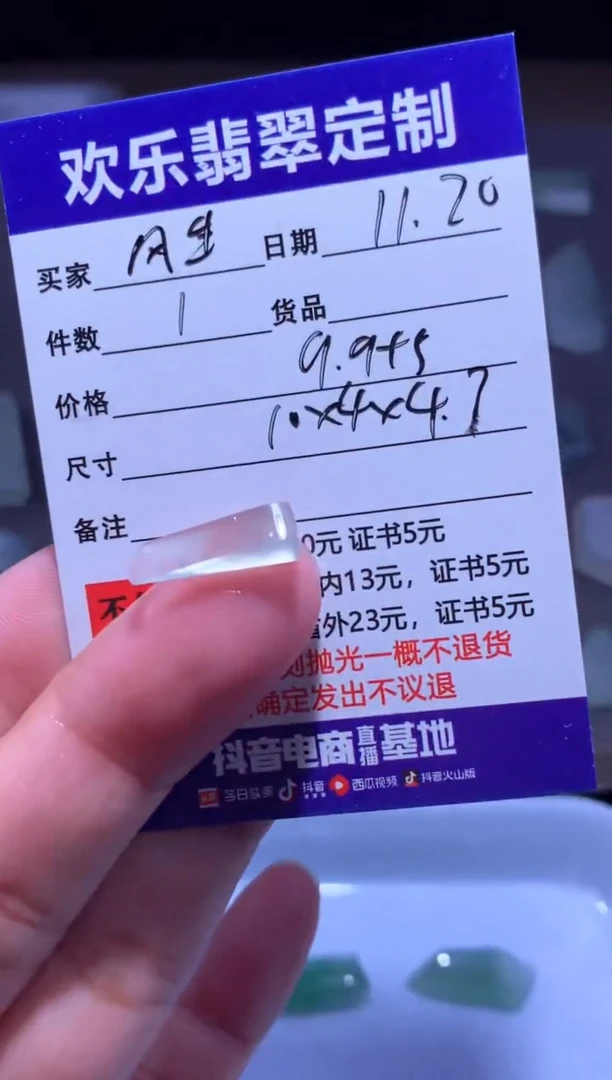 欢乐翡翠定制
买家 日期 11.20
件数 1 货品
价格 9.9+5
尺寸 10×4×4.7
备注
0元 证书5元
内13元，证书5元
省外23元，证书5元
刻抛光一概不退货
确定发出不议退
抖音电商直播基地
今日头条 抖音 西瓜视频 抖音火山版